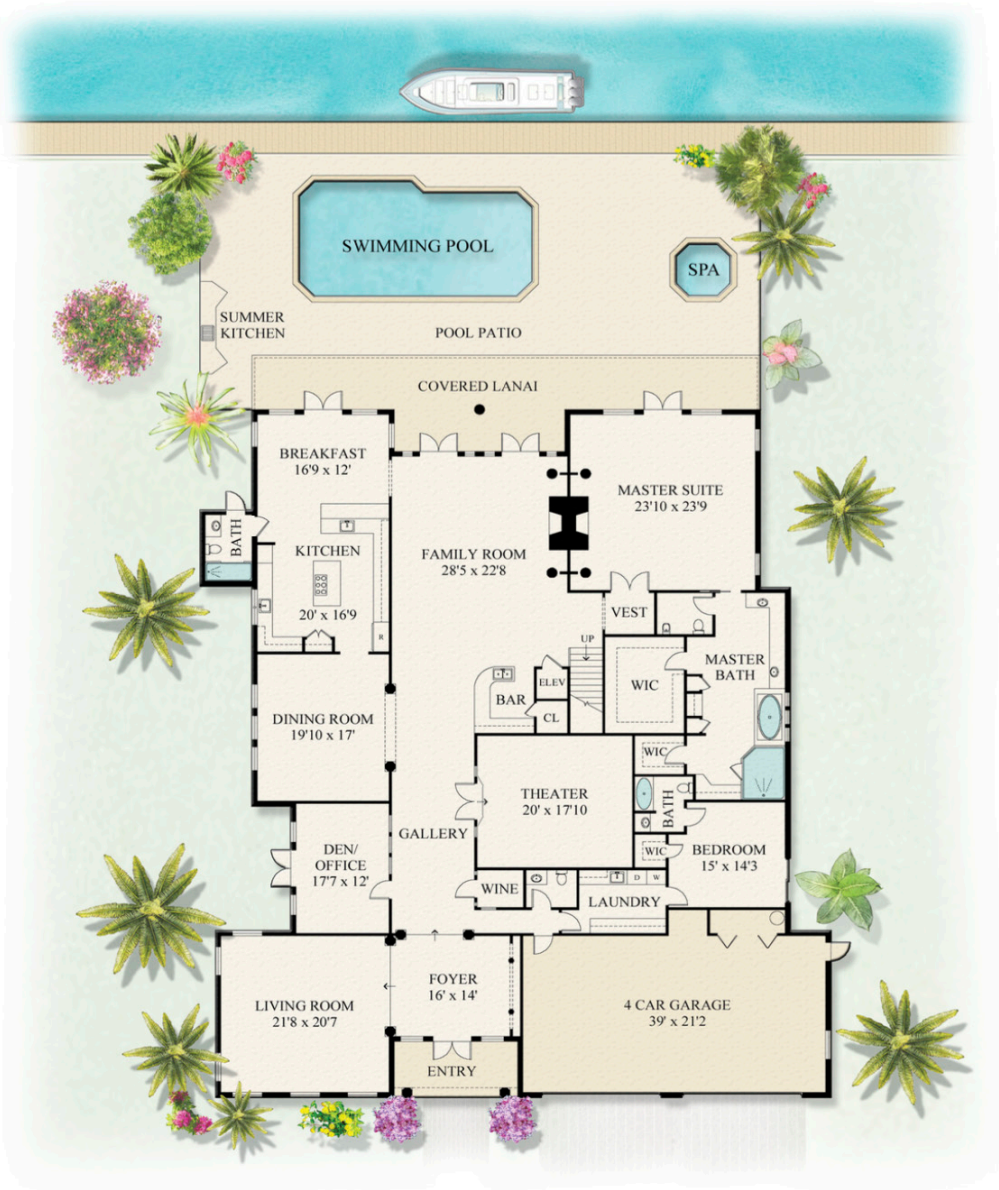 SWIMMING POOL
SPA
SUMMER
KITCHEN
POOL PATIO
COVERED LANAI
BREAKFAST
16'9 x 12'
MASTER SUITE
23'10 x 23'9
BATH
KITCHEN
20' x 16'9
R
FAMILY ROOM
28'5 x 22'8
VEST
UP
ELEV
BAR
CL
WIC
MASTER
BATH
DINING ROOM
19'10 x 17'
WIC
THEATER
20' x 17'10
BATH
GALLERY
DEN/
OFFICE
17'7 x 12'
WIC
BEDROOM
15' x 14'3
WINE
D W
LAUNDRY
FOYER
16' x 14'
LIVING ROOM
21'8 x 20'7
4 CAR GARAGE
39' x 21'2
ENTRY